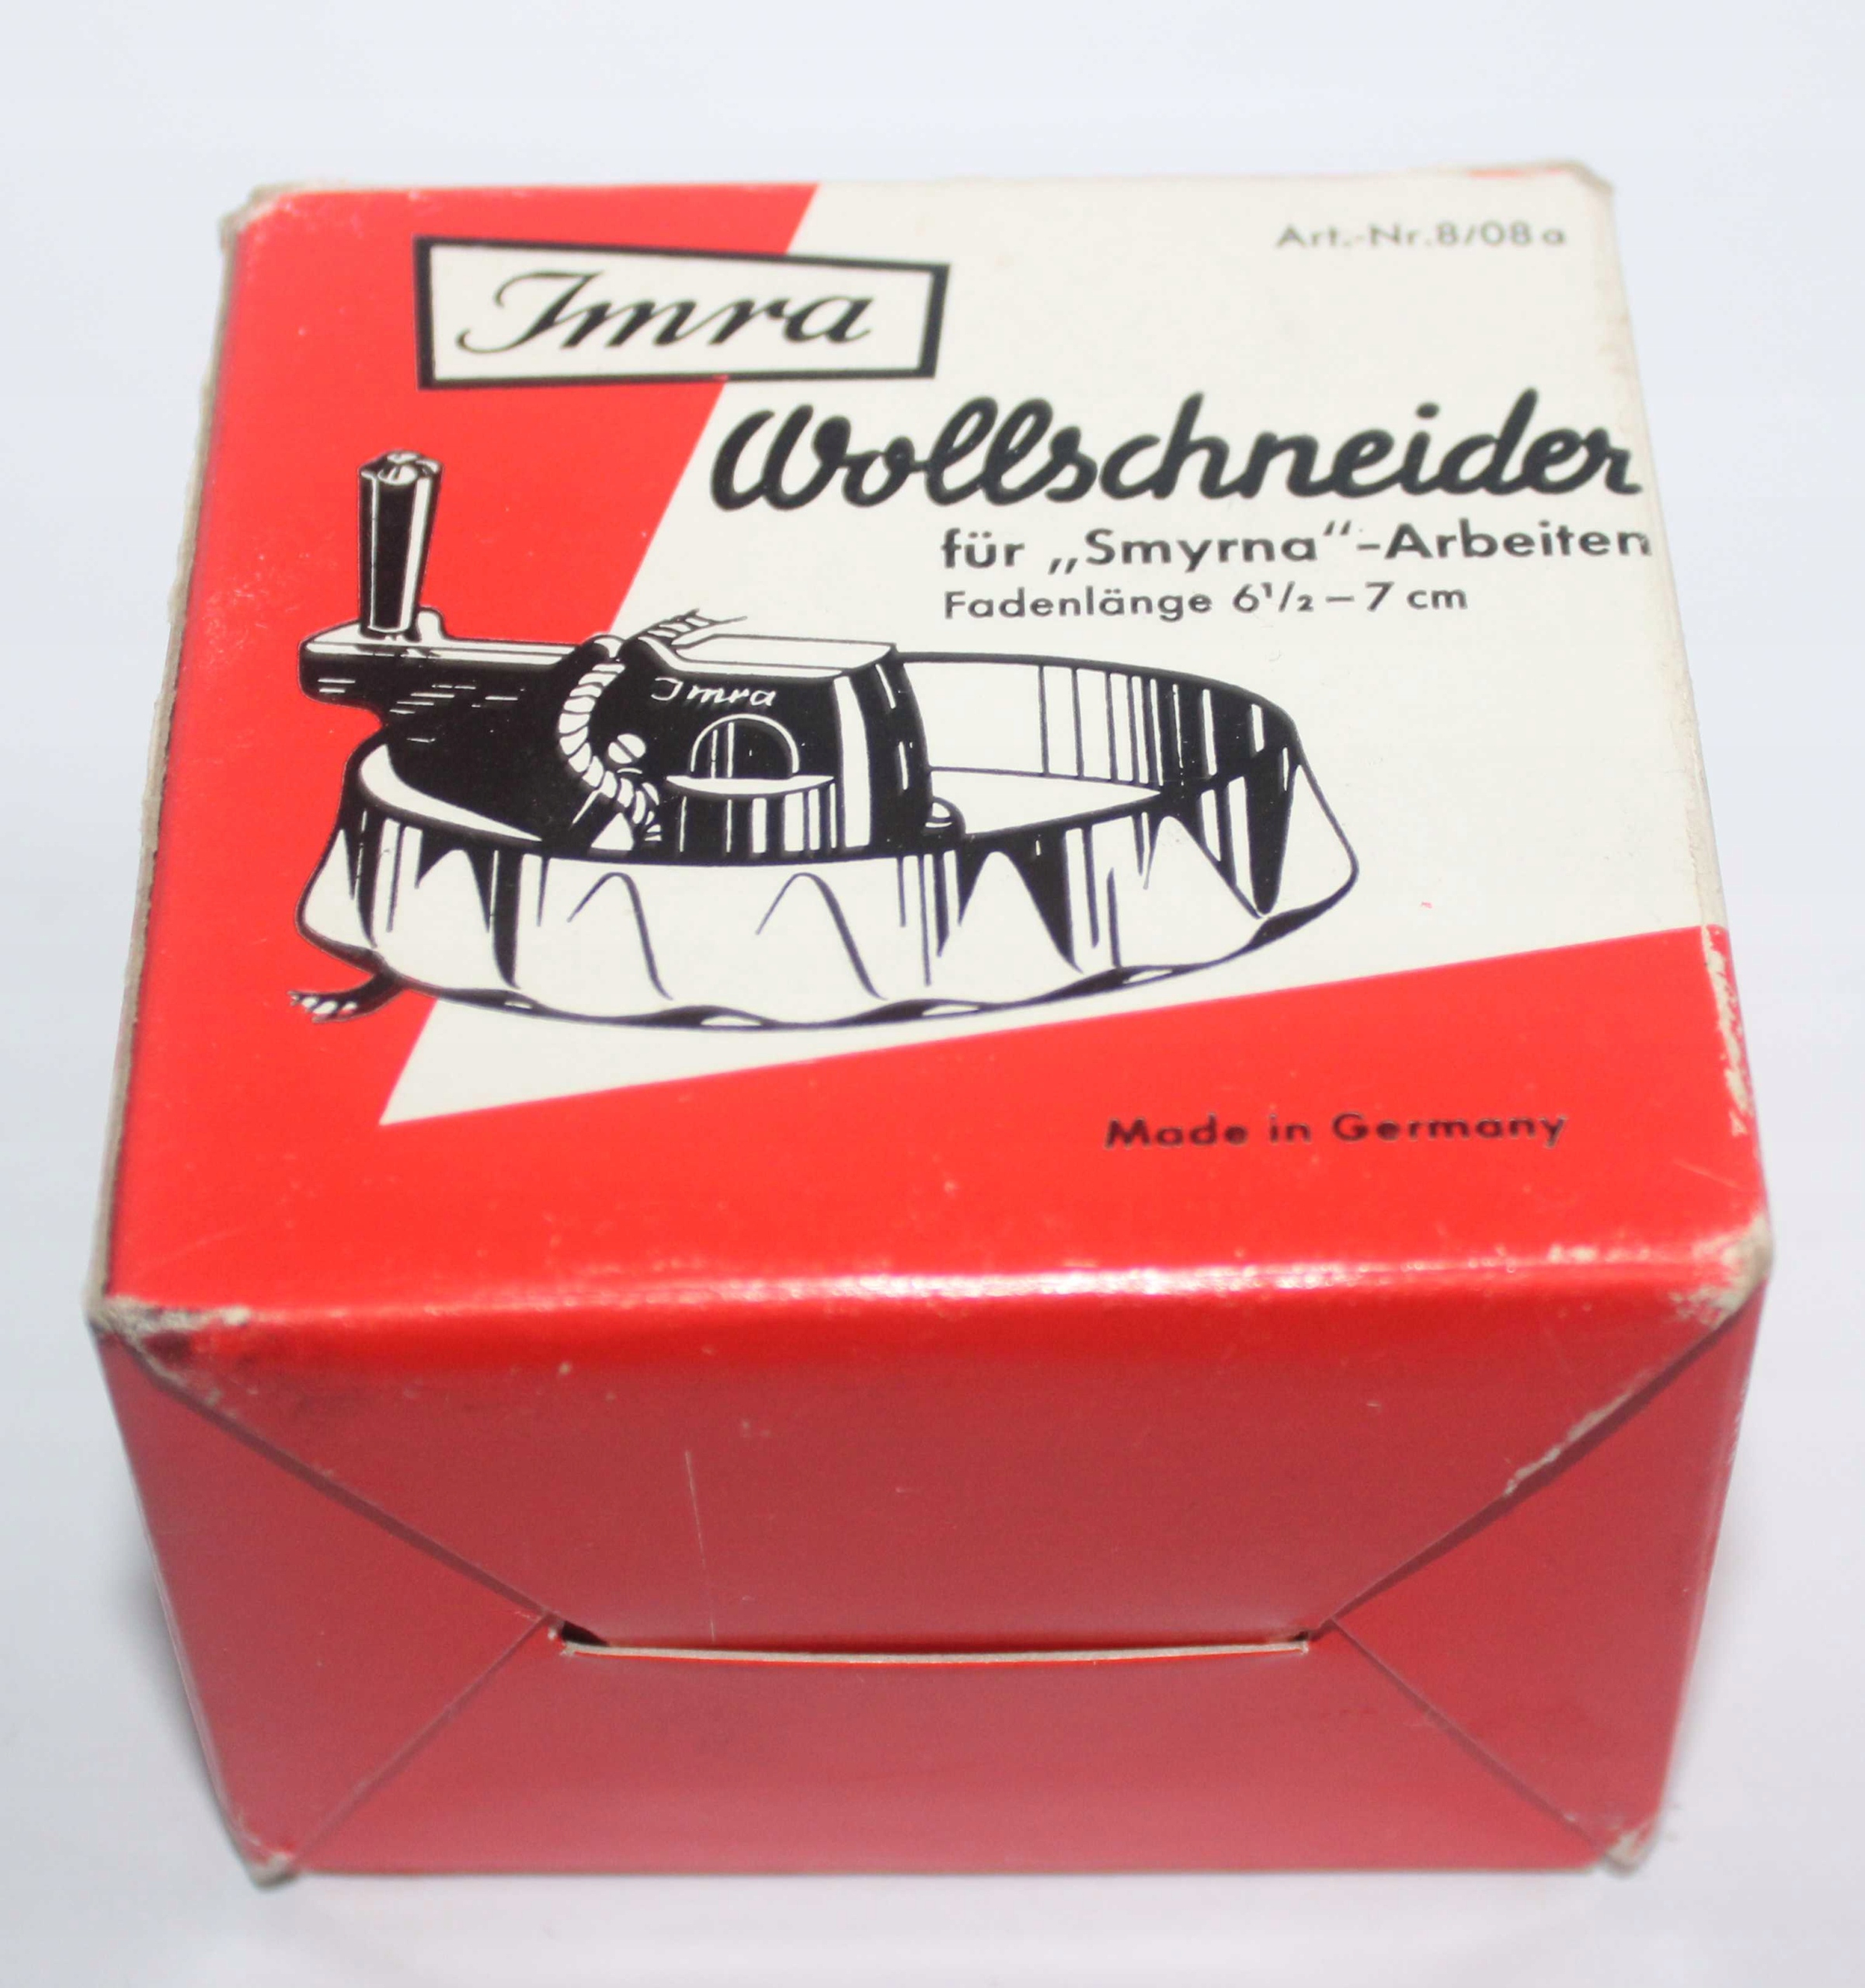 Art.-Nr. 8/08 a
Imra
Wollschneider
für „Smyrna“-Arbeiten
Fadenlänge 6½ – 7 cm
Imra
Made in Germany